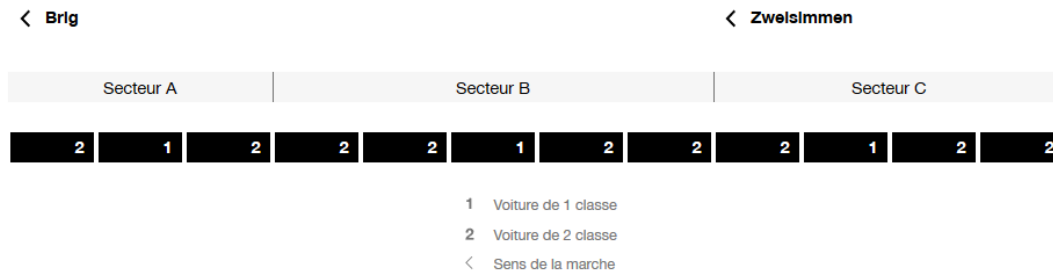 Brig Zweisimmen
Secteur A Secteur B Secteur C
2 1 2 2 2 1 2 2 2 1 2 2
1 Voiture de 1 classe
2 Voiture de 2 classe
< Sens de la marche